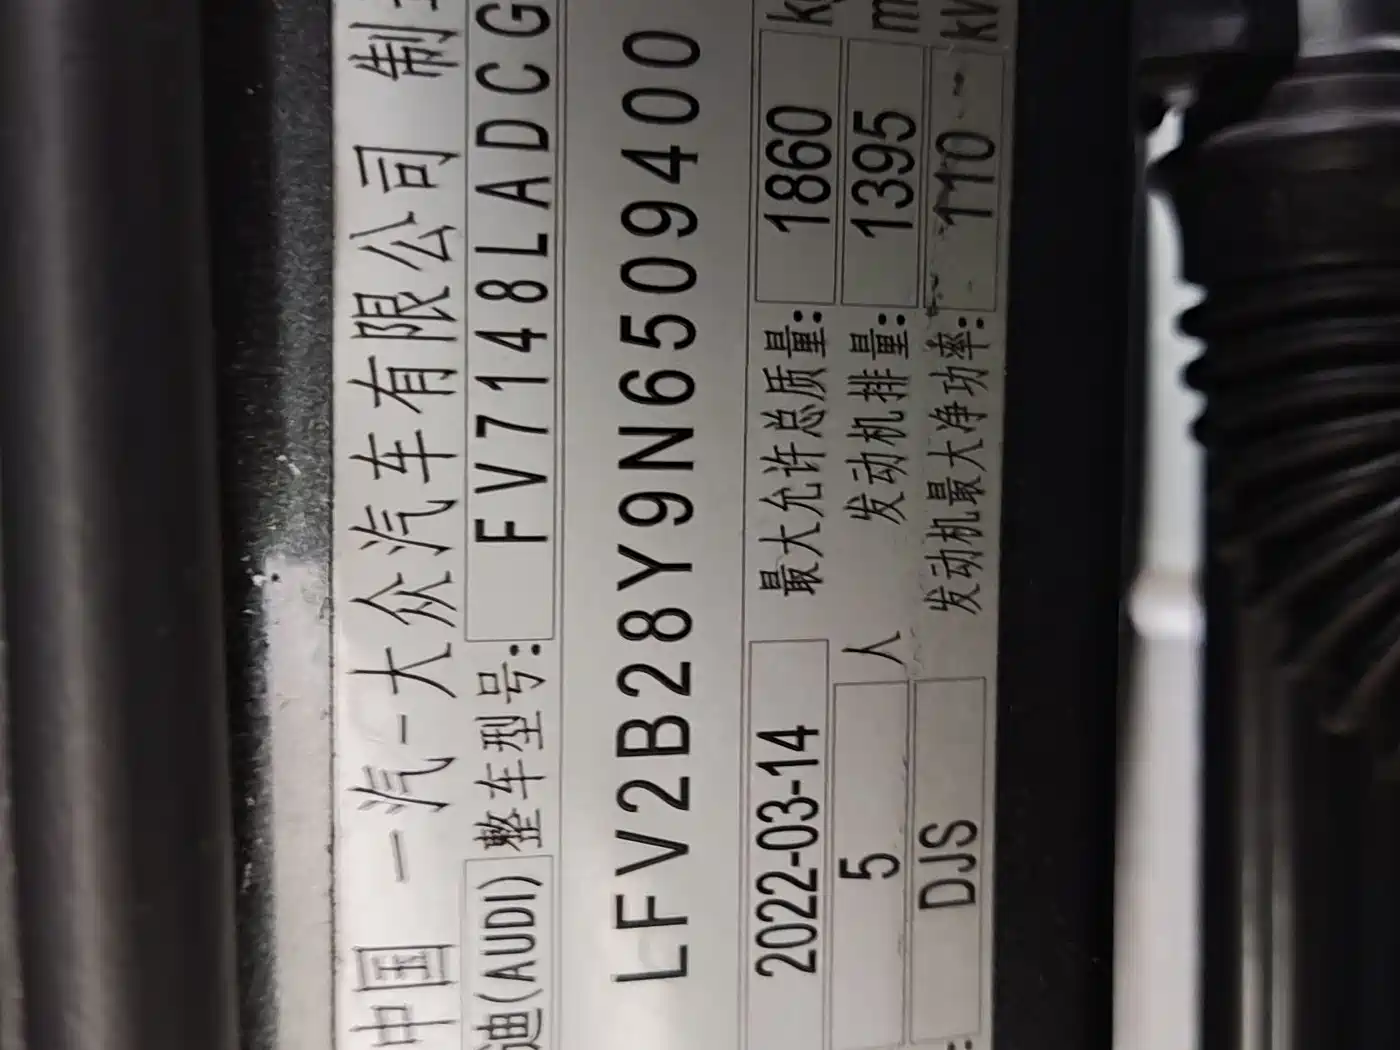 中国 一汽-大众汽车有限公司 制
迪(AUDI) 整车型号: FV7148LADCG
LFV2B28Y9N6509400
2022-03-14 最大允许总质量: 1860 kg
5 人 发动机排量: 1395 m
DJS 发动机最大净功率: 110 kW